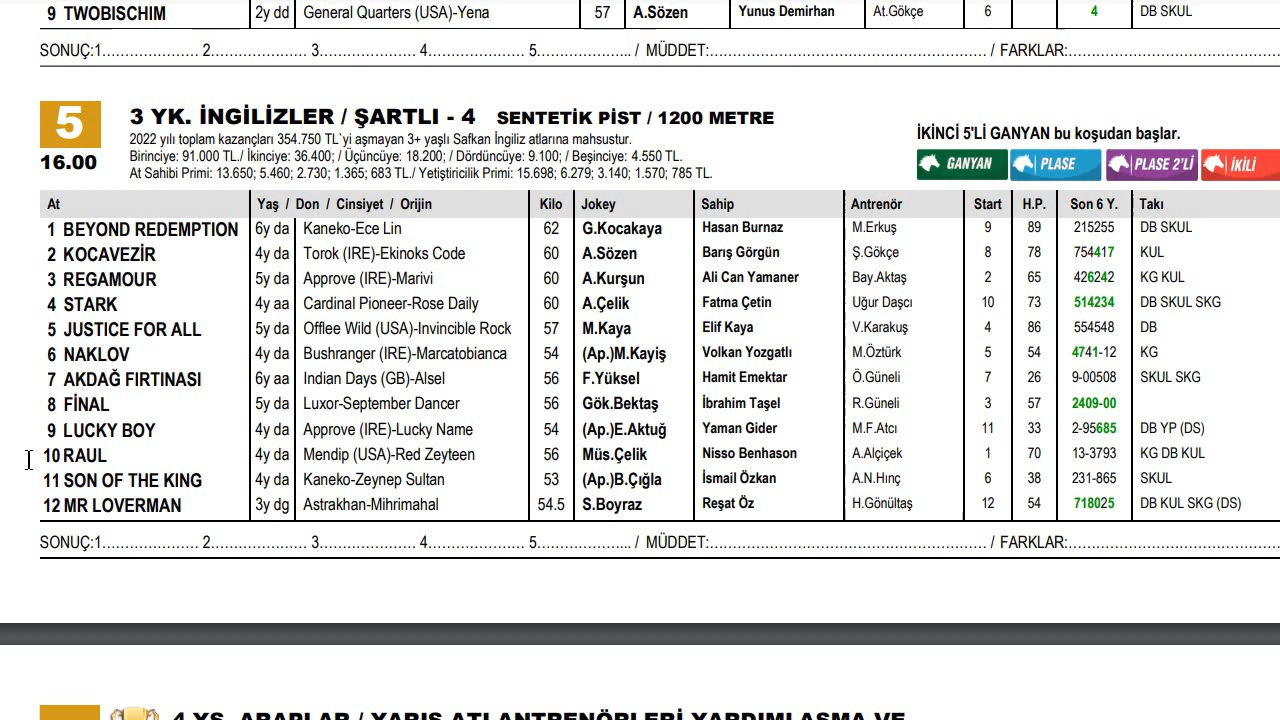 9 TWOBISCHIM 2y dd General Quarters (USA)-Yena 57 A.Sözen Yunus Demirhan At.Gökçe 6 4 DB SKUL
SONUÇ:1........................ 2........................ 3........................ 4........................ 5....................... / MÜDDET:................................................................ / FARKLAR:................................................
5 3 YK. İNGİLİZLER / ŞARTLI - 4 SENTETİK PİST / 1200 METRE
16.00
2022 yılı toplam kazançları 354.750 TL`yi aşmayan 3+ yaşlı Safkan İngiliz atlarına mahsustur.
Birinciye: 91.000 TL./ İkinciye: 36.400; / Üçüncüye: 18.200; / Dördüncüye: 9.100; / Beşinciye: 4.550 TL.
At Sahibi Primi: 13.650; 5.460; 2.730; 1.365; 683 TL./ Yetiştiricilik Primi: 15.698; 6.279; 3.140; 1.570; 785 TL.
İKİNCİ 5'Lİ GANYAN bu koşudan başlar.
GANYAN PLASE PLASE 2'Lİ İKİLİ
At Yaş / Don / Cinsiyet / Orijin Kilo Jokey Sahip Antrenör Start H.P. Son 6 Y. Takı
1 BEYOND REDEMPTION 6y da Kaneko-Ece Lin 62 G.Kocakaya Hasan Burnaz M.Erkuş 9 89 215255 DB SKUL
2 KOCAVEZİR 4y da Torok (IRE)-Ekinoks Code 60 A.Sözen Barış Görgün Ş.Gökçe 8 78 754417 KUL
3 REGAMOUR 5y da Approve (IRE)-Marivi 60 A.Kurşun Ali Can Yamaner Bay.Aktaş 2 65 426242 KG KUL
4 STARK 4y aa Cardinal Pioneer-Rose Daily 60 A.Çelik Fatma Çetin Uğur Daşcı 10 73 514234 DB SKUL SKG
5 JUSTICE FOR ALL 5y da Offlee Wild (USA)-Invincible Rock 57 M.Kaya Elif Kaya V.Karakuş 4 86 554548 DB
6 NAKLOV 4y da Bushranger (IRE)-Marcatobianca 54 (Ap.)M.Kayiş Volkan Yozgatlı M.Öztürk 5 54 4741-12 KG
7 AKDAĞ FIRTINASI 6y aa Indian Days (GB)-Alsel 56 F.Yüksel Hamit Emektar Ö.Güneli 7 26 9-00508 SKUL SKG
8 FİNAL 5y da Luxor-September Dancer 56 Gök.Bektaş İbrahim Taşel R.Güneli 3 57 2409-00
9 LUCKY BOY 4y da Approve (IRE)-Lucky Name 54 (Ap.)E.Aktuğ Yaman Gider M.F.Atcı 11 33 2-95685 DB YP (DS)
10 RAUL 4y da Mendip (USA)-Red Zeyteen 56 Müs.Çelik Nisso Benhason A.Alçiçek 1 70 13-3793 KG DB KUL
11 SON OF THE KING 4y da Kaneko-Zeynep Sultan 53 (Ap.)B.Çığla İsmail Özkan A.N.Hınç 6 38 231-865 SKUL
12 MR LOVERMAN 3y dg Astrakhan-Mihrimahal 54.5 S.Boyraz Reşat Öz H.Gönültaş 12 54 718025 DB KUL SKG (DS)
SONUÇ:1........................ 2........................ 3........................ 4........................ 5....................... / MÜDDET:................................................................ / FARKLAR:................................................
4 YS. ARAPLAR / YARIŞ ATI ANTRENÖRLERİ YARDIMLAŞMA VE